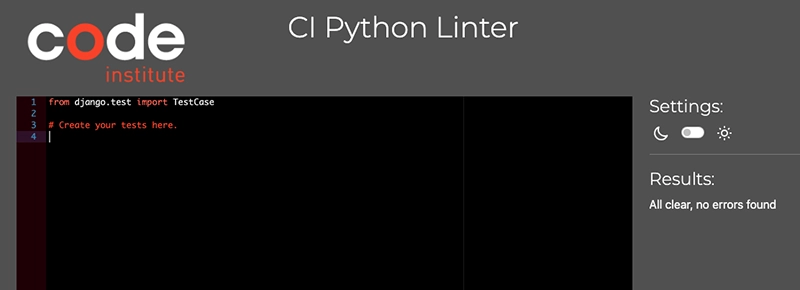 code
institute
CI Python Linter
1 from django.test import TestCase
2
3 # Create your tests here.
4
Settings:
Results:
All clear, no errors found